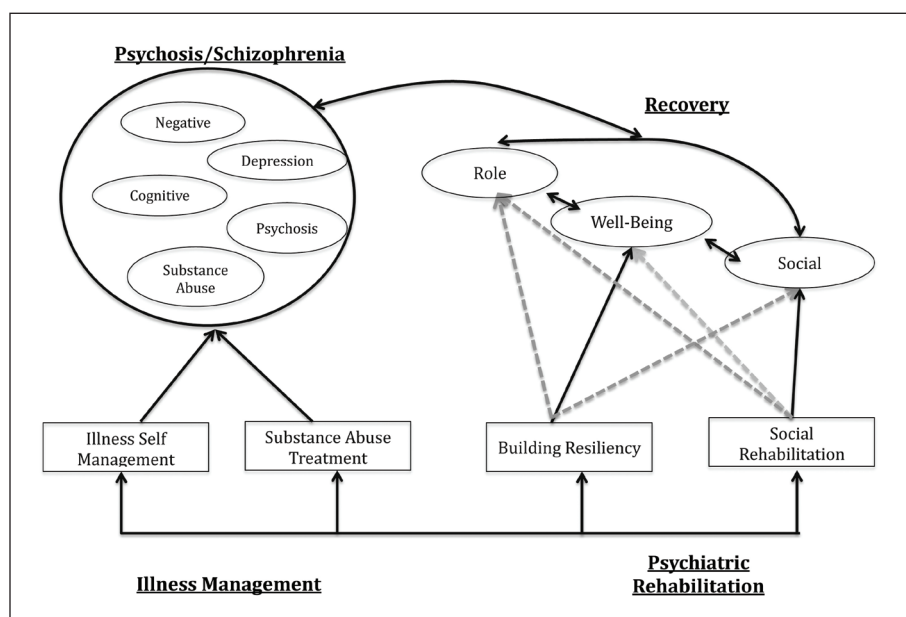 Psychosis/Schizophrenia
Negative
Depression
Cognitive
Psychosis
Substance
Abuse
Recovery
Role
Well-Being
Social
Illness Self
Management
Substance Abuse
Treatment
Building Resiliency
Social
Rehabilitation
Illness Management
Psychiatric
Rehabilitation